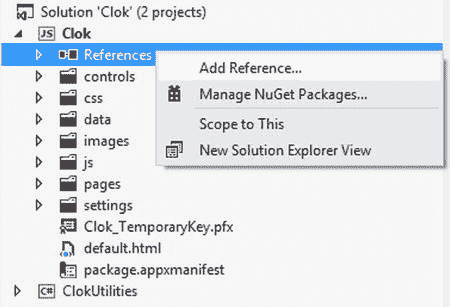 Solution 'Clok' (2 projects)
JS Clok
References
Add Reference...
controls
Manage NuGet Packages...
css
data
Scope to This
images
New Solution Explorer View
js
pages
settings
Clok_TemporaryKey.pfx
default.html
package.appxmanifest
C# ClokUtilities